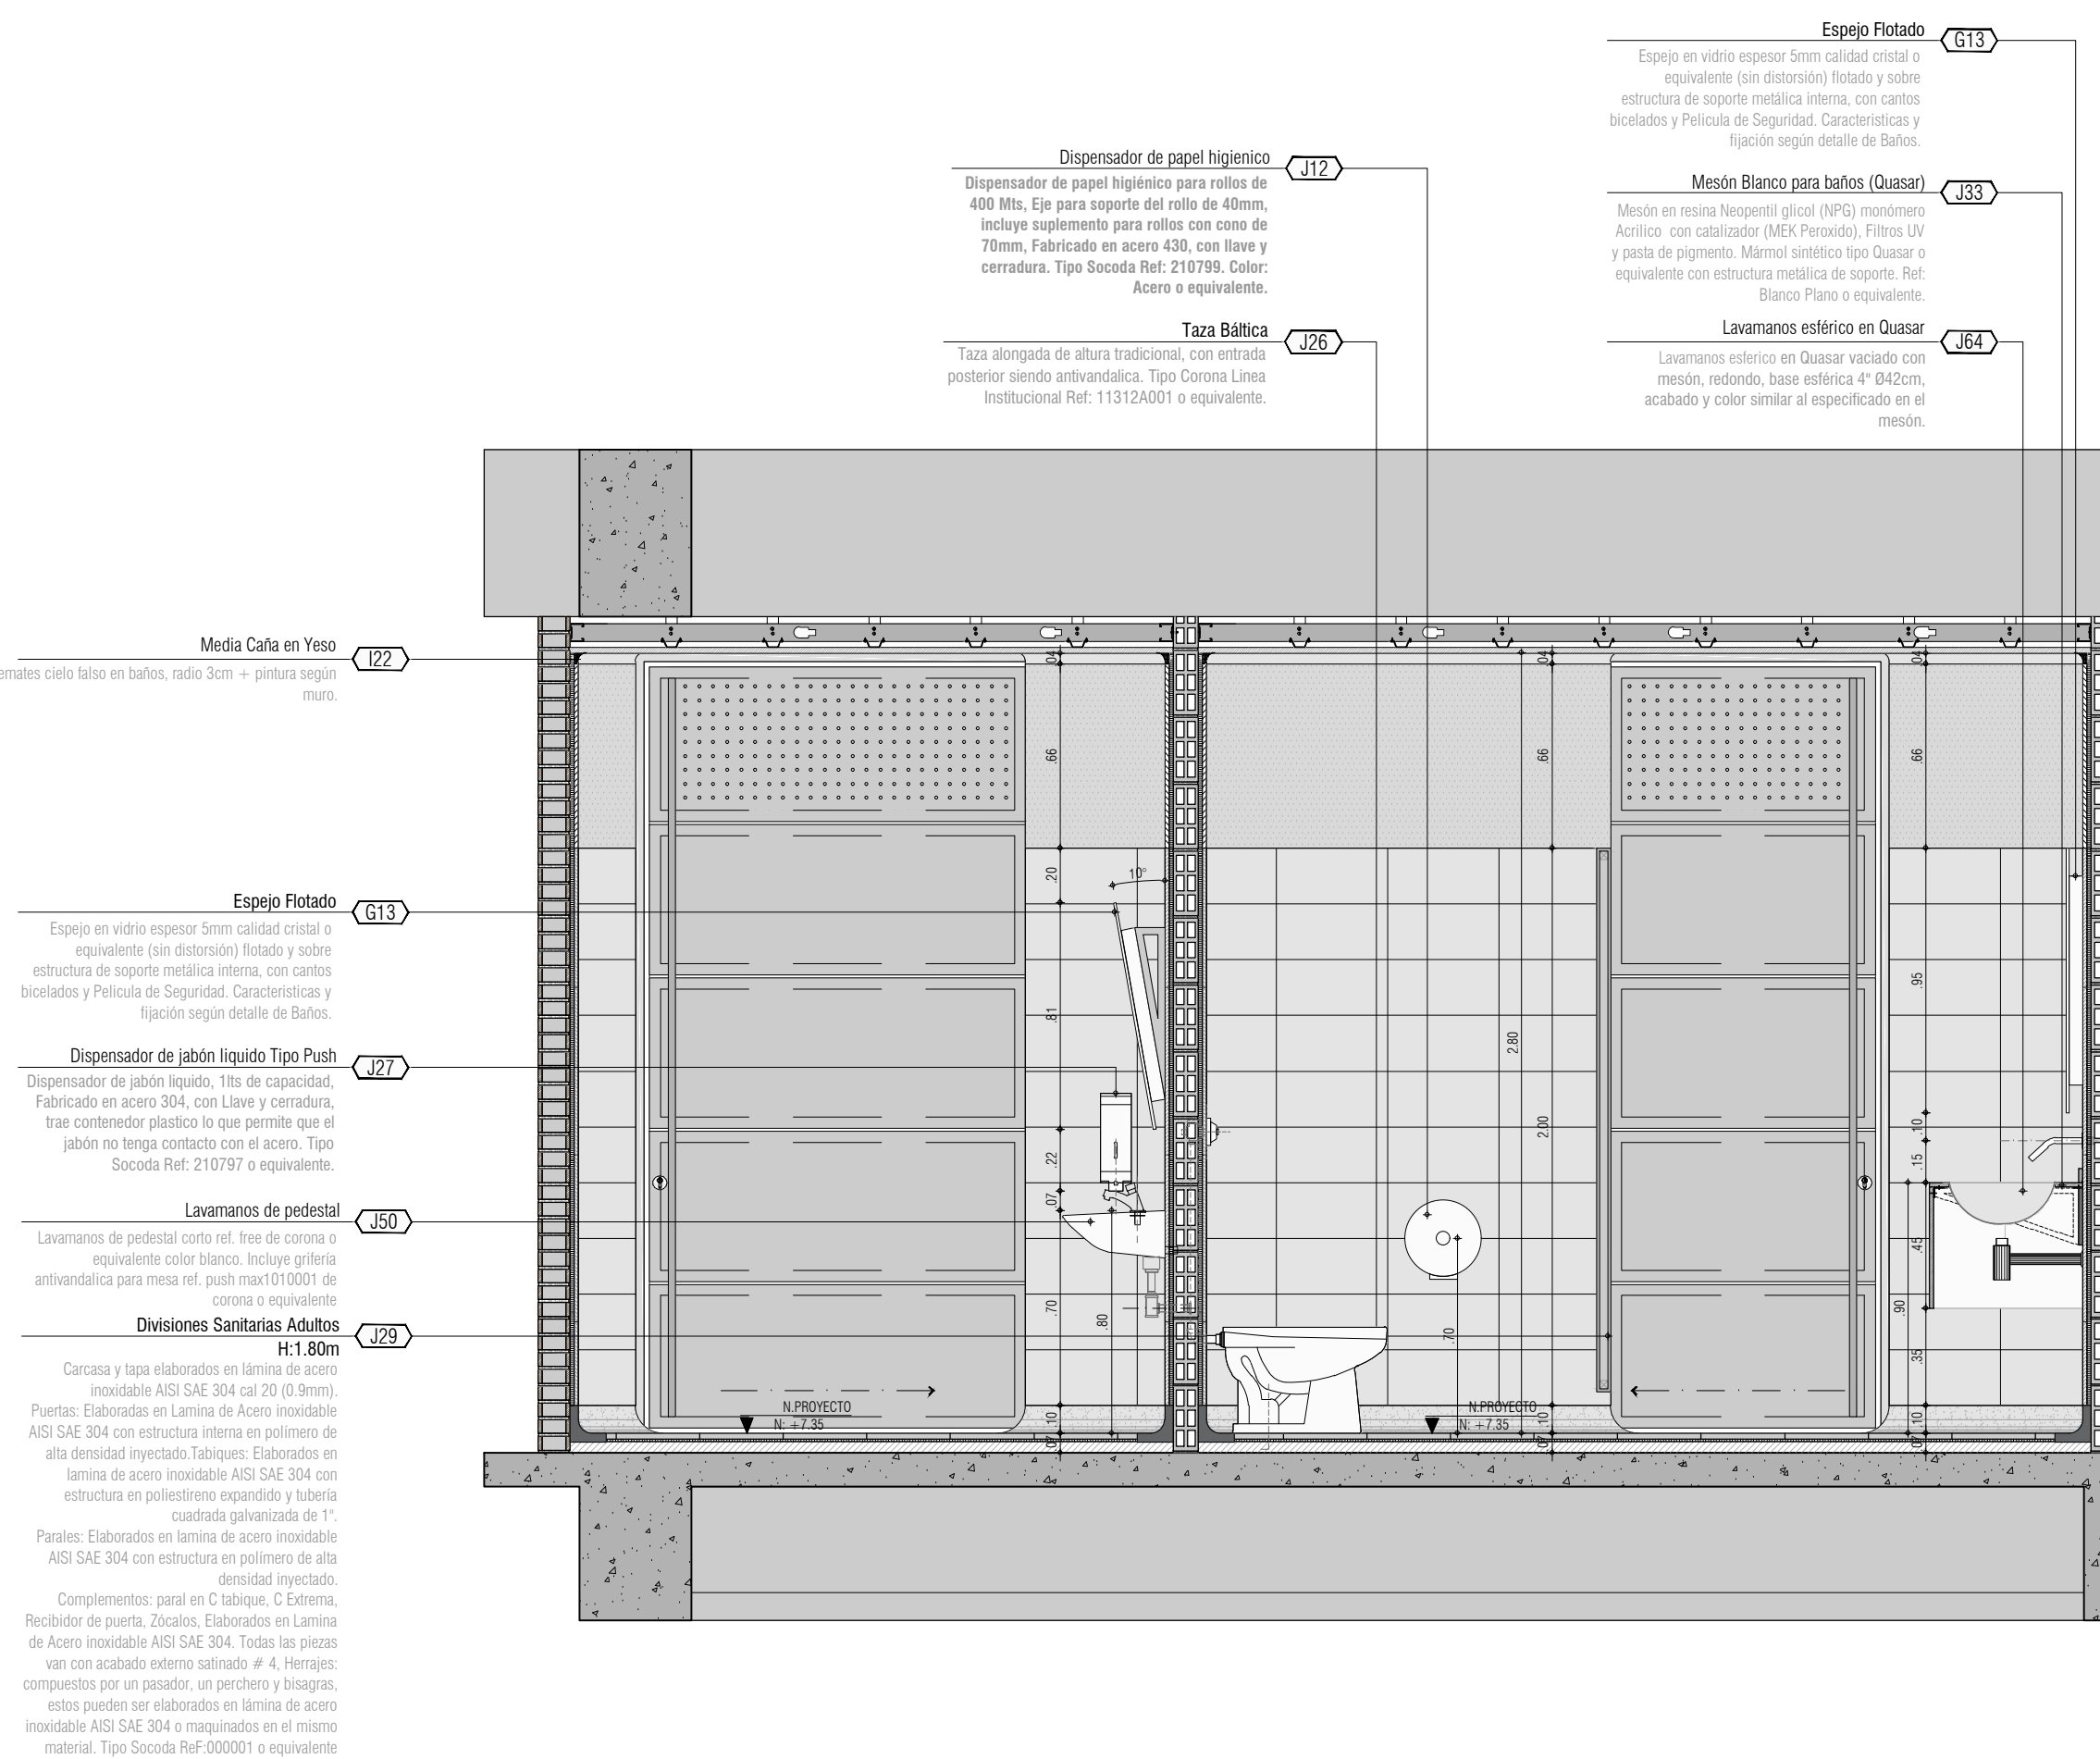 Espejo Flotado
G13
Espejo en vidrio espesor 5mm calidad cristal o
equivalente (sin distorsión) flotado y sobre
estructura de soporte metálica interna, con cantos
bicelados y Pelicula de Seguridad. Caracteristicas y
fijación según detalle de Baños.
Dispensador de papel higienico
J12
Dispensador de papel higiénico para rollos de
400 Mts, Eje para soporte del rollo de 40mm,
incluye suplemento para rollos con cono de
70mm, Fabricado en acero 430, con llave y
cerradura. Tipo Socoda Ref: 210799. Color:
Acero o equivalente.
Mesón Blanco para baños (Quasar)
J33
Mesón en resina Neopentil glicol (NPG) monómero
Acrilico con catalizador (MEK Peroxido), Filtros UV
y pasta de pigmento. Mármol sintético tipo Quasar o
equivalente con estructura metálica de soporte. Ref:
Blanco Plano o equivalente.
Taza Báltica
J26
Taza alongada de altura tradicional, con entrada
posterior siendo antivandalica. Tipo Corona Linea
Institucional Ref: 11312A001 o equivalente.
Lavamanos esférico en Quasar
J64
Lavamanos esferico en Quasar vaciado con
mesón, redondo, base esférica 4" Ø42cm,
acabado y color similar al especificado en el
mesón.
Media Caña en Yeso
I22
emates cielo falso en baños, radio 3cm + pintura según
muro.
Espejo Flotado
G13
Espejo en vidrio espesor 5mm calidad cristal o
equivalente (sin distorsión) flotado y sobre
estructura de soporte metálica interna, con cantos
bicelados y Pelicula de Seguridad. Caracteristicas y
fijación según detalle de Baños.
Dispensador de jabón liquido Tipo Push
J27
Dispensador de jabón liquido, 1lts de capacidad,
Fabricado en acero 304, con Llave y cerradura,
trae contenedor plastico lo que permite que el
jabón no tenga contacto con el acero. Tipo
Socoda Ref: 210797 o equivalente.
Lavamanos de pedestal
J50
Lavamanos de pedestal corto ref. free de corona o
equivalente color blanco. Incluye grifería
antivandalica para mesa ref. push max1010001 de
corona o equivalente
Divisiones Sanitarias Adultos
H:1.80m
J29
Carcasa y tapa elaborados en lámina de acero
inoxidable AISI SAE 304 cal 20 (0.9mm).
Puertas: Elaboradas en Lamina de Acero inoxidable
AISI SAE 304 con estructura interna en polímero de
alta densidad inyectado.Tabiques: Elaborados en
lamina de acero inoxidable AISI SAE 304 con
estructura en poliestireno expandido y tubería
cuadrada galvanizada de 1".
Parales: Elaborados en lamina de acero inoxidable
AISI SAE 304 con estructura en polímero de alta
densidad inyectado.
Complementos: paral en C tabique, C Extrema,
Recibidor de puerta, Zócalos, Elaborados en Lamina
de Acero inoxidable AISI SAE 304. Todas las piezas
van con acabado externo satinado # 4, Herrajes:
compuestos por un pasador, un perchero y bisagras,
estos pueden ser elaborados en lámina de acero
inoxidable AISI SAE 304 o maquinados en el mismo
material. Tipo Socoda ReF:000001 o equivalente
.04
.66
.20
10°
.81
.22
.07
.70
.80
.10
.07
N.PROYECTO
N: +7.35
.04
.66
2.80
2.00
.70
.10
.07
N.PROYECTO
N: +7.35
.04
.66
.95
.10
.15
.45
.90
.35
.10
.07